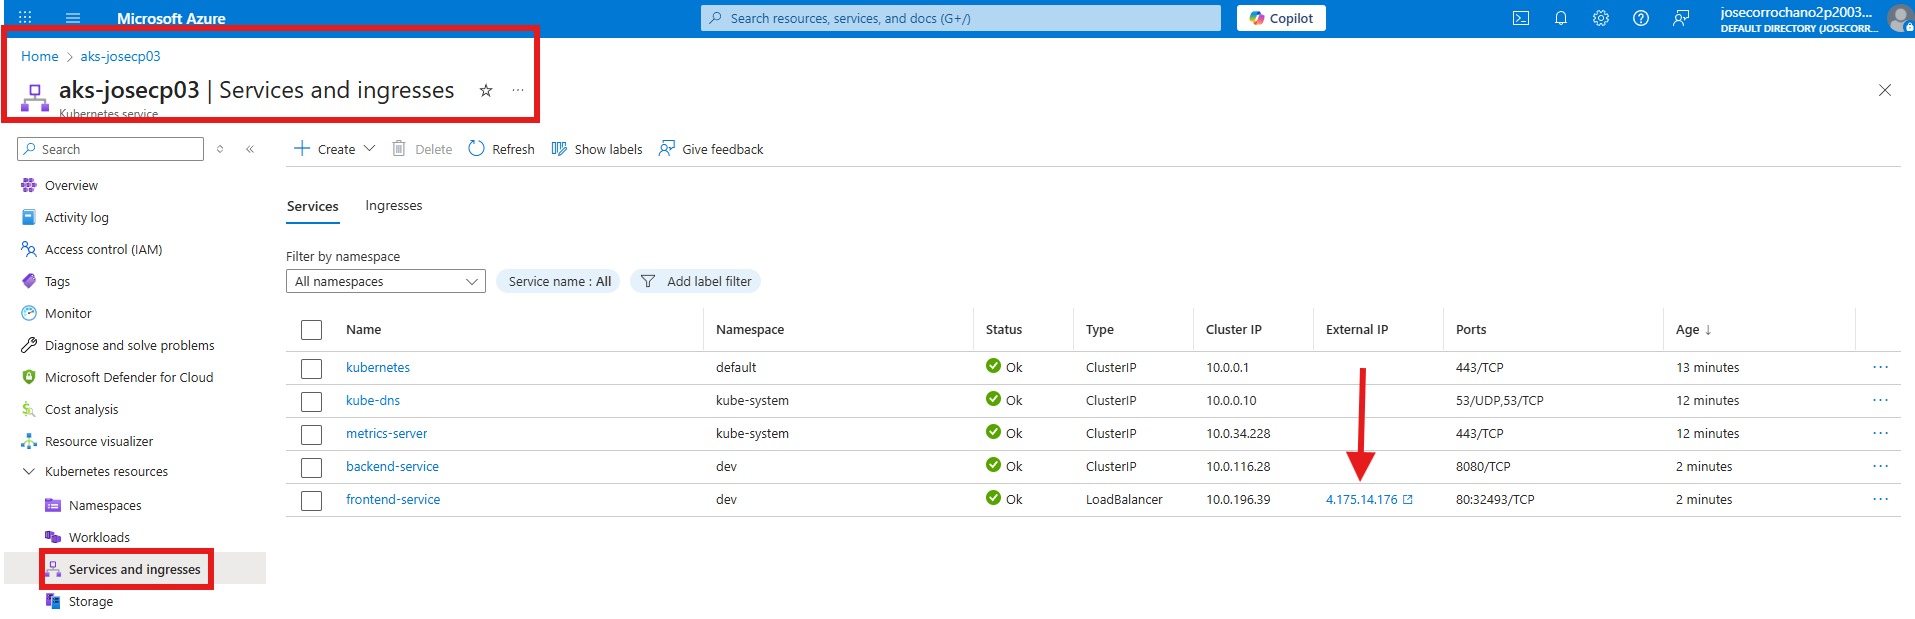 Microsoft Azure
Search resources, services, and docs (G+/)
Copilot
josecorrochano2p2003...
DEFAULT DIRECTORY (JOSECORR...
Home > aks-josecp03
aks-josecp03 | Services and ingresses
Kubernetes service
Search
Create
Delete
Refresh
Show labels
Give feedback
Overview
Activity log
Access control (IAM)
Tags
Monitor
Diagnose and solve problems
Microsoft Defender for Cloud
Cost analysis
Resource visualizer
Kubernetes resources
Namespaces
Workloads
Services and ingresses
Storage
Services Ingresses
Filter by namespace
All namespaces Service name : All Add label filter
Name Namespace Status Type Cluster IP External IP Ports Age ↓
kubernetes default Ok ClusterIP 10.0.0.1 443/TCP 13 minutes
kube-dns kube-system Ok ClusterIP 10.0.0.10 53/UDP,53/TCP 12 minutes
metrics-server kube-system Ok ClusterIP 10.0.34.228 443/TCP 12 minutes
backend-service dev Ok ClusterIP 10.0.116.28 8080/TCP 2 minutes
frontend-service dev Ok LoadBalancer 10.0.196.39 4.175.14.176 80:32493/TCP 2 minutes